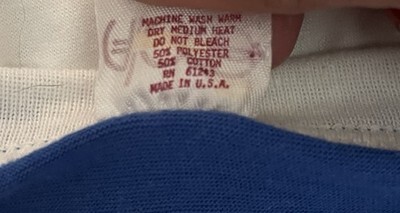 MACHINE WASH WARM
DRY MEDIUM HEAT
DO NOT BLEACH
50% POLYESTER
50% COTTON
RN 61243
MADE IN U.S.A.